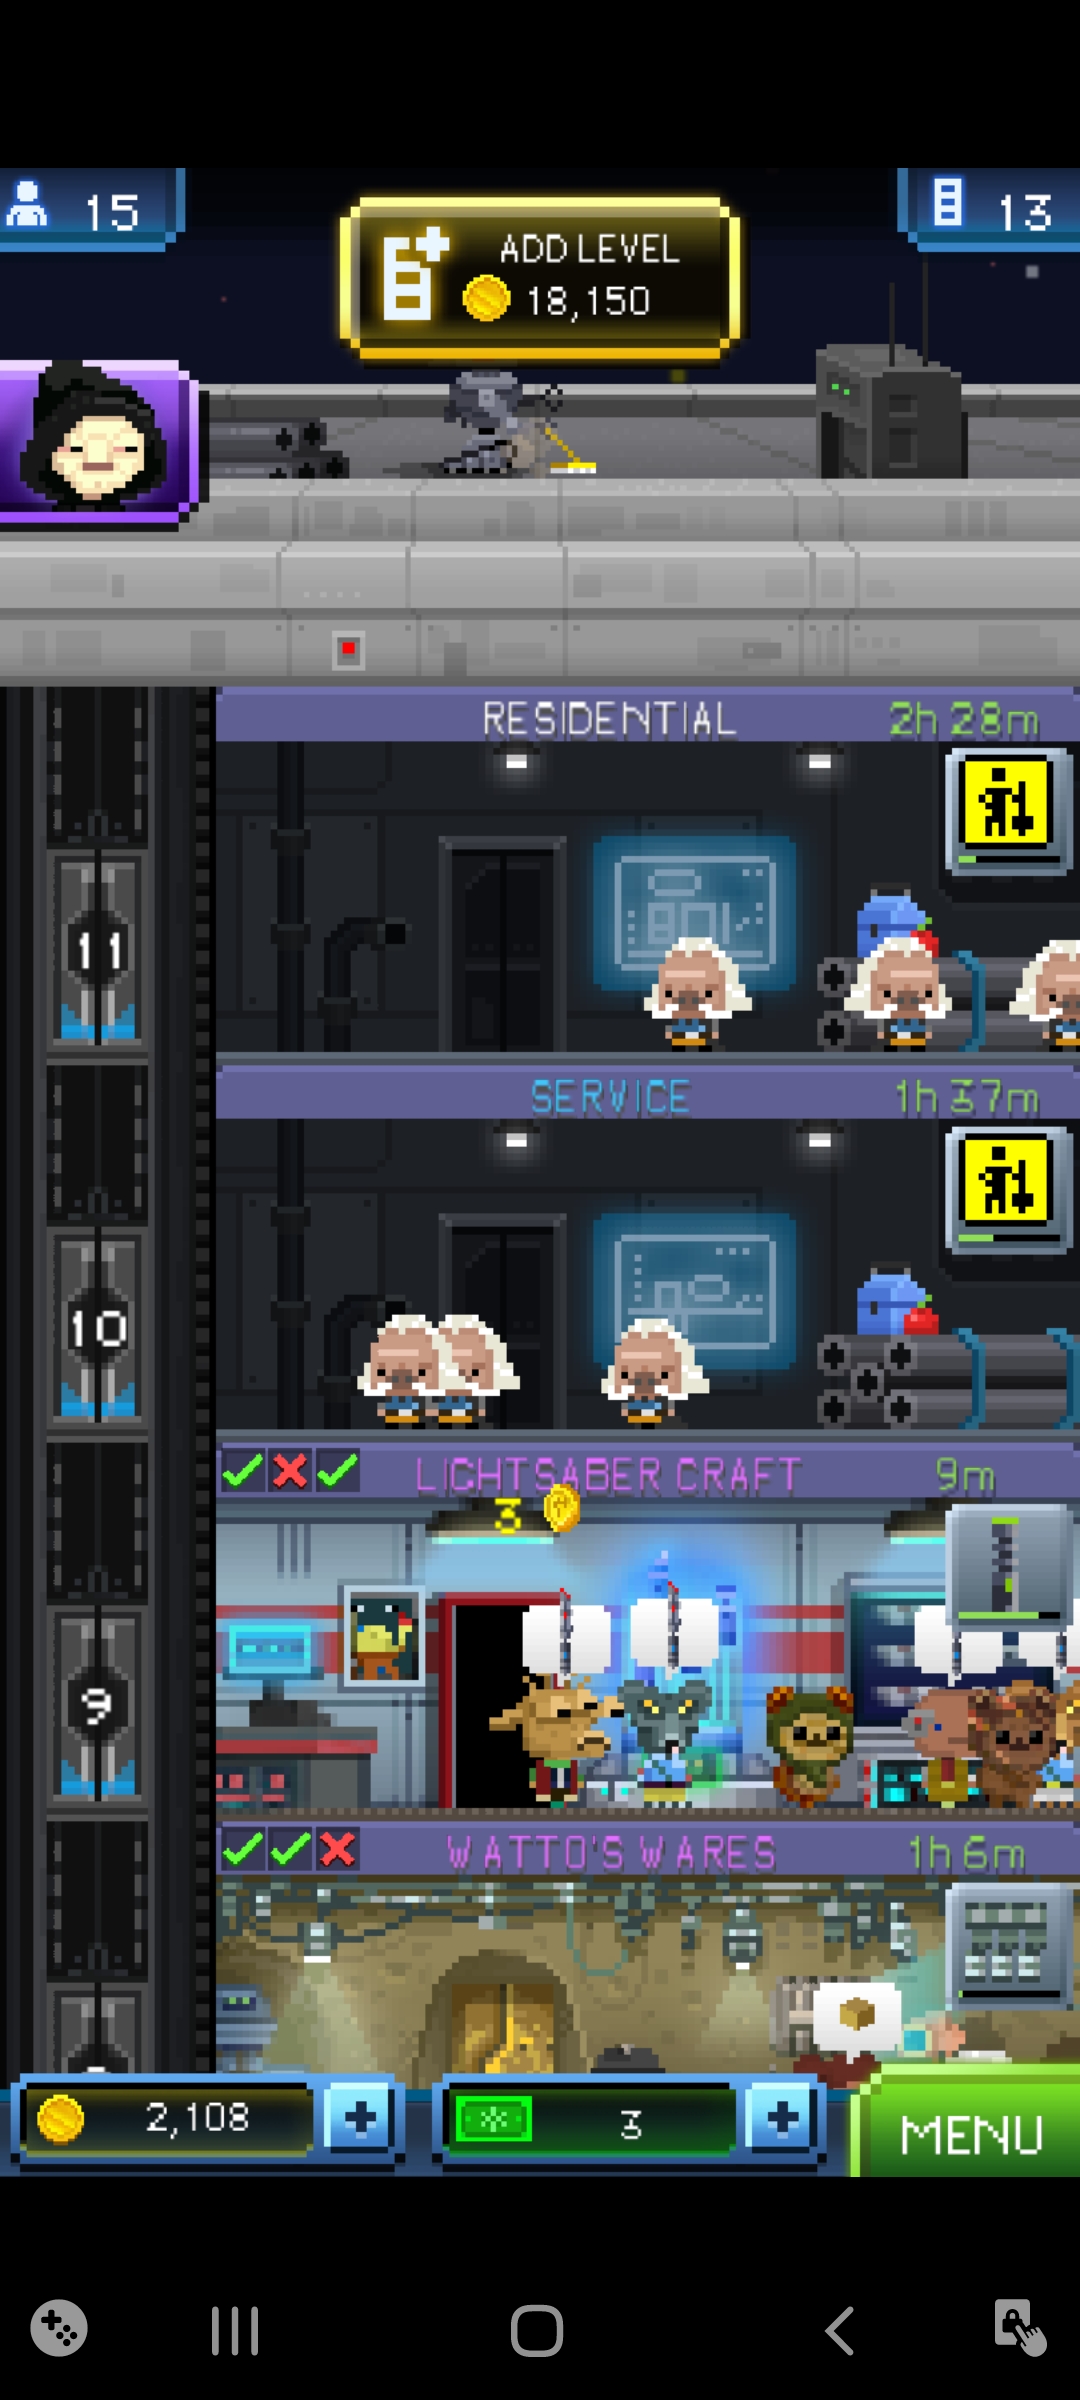 15
ADD LEVEL
18,150
13
RESIDENTIAL 2h 28m
11
SERVICE 1h 37m
10
LIGHTSABER CRAFT 9m
3
9
WATTO'S WARES 1h 6m
2,108
3
MENU